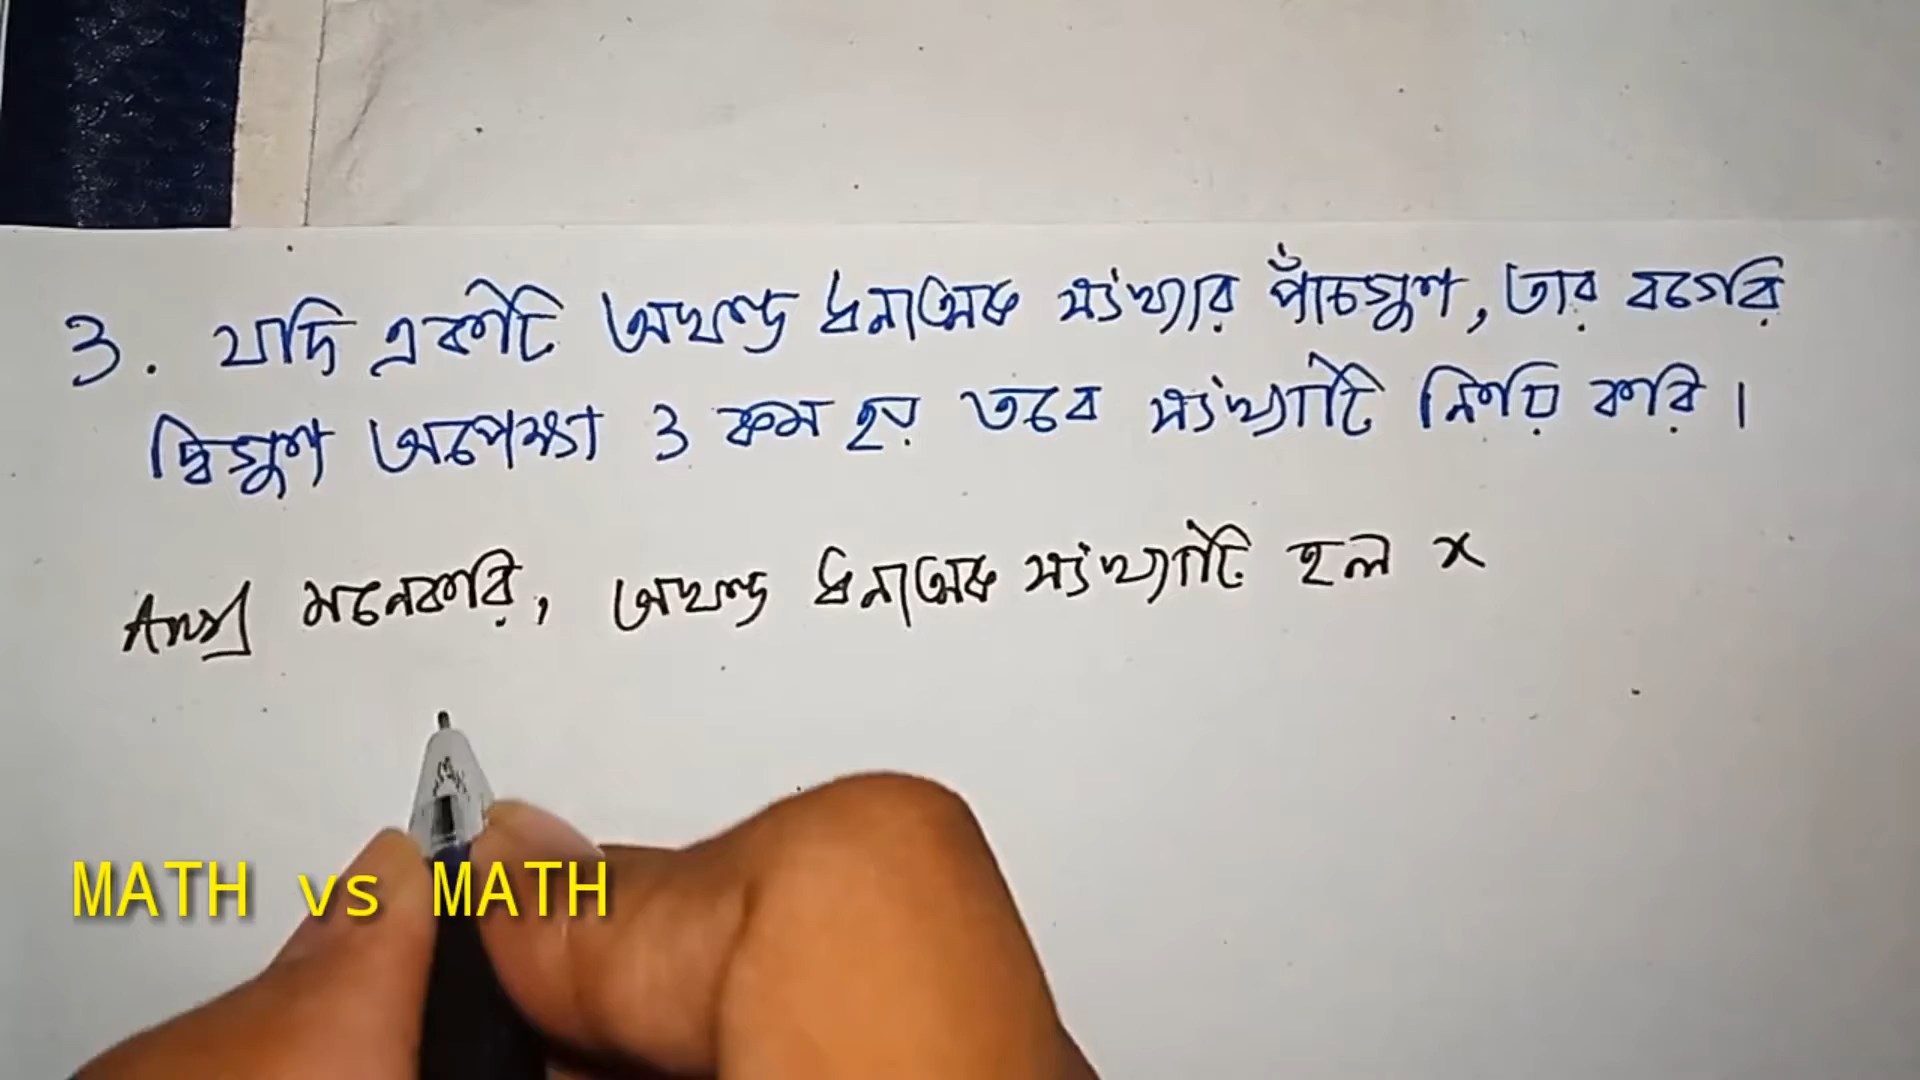 3. যদি একটি অখণ্ড ধনাত্মক সংখ্যার পাঁচগুণ, তার বর্গের
দ্বিগুণ অপেক্ষা 3 কম হয় তবে সংখ্যাটি নির্ণয় করি।
Ans] মনেকরি, অখণ্ড ধনাত্মক সংখ্যাটি হল x
MATH vs MATH